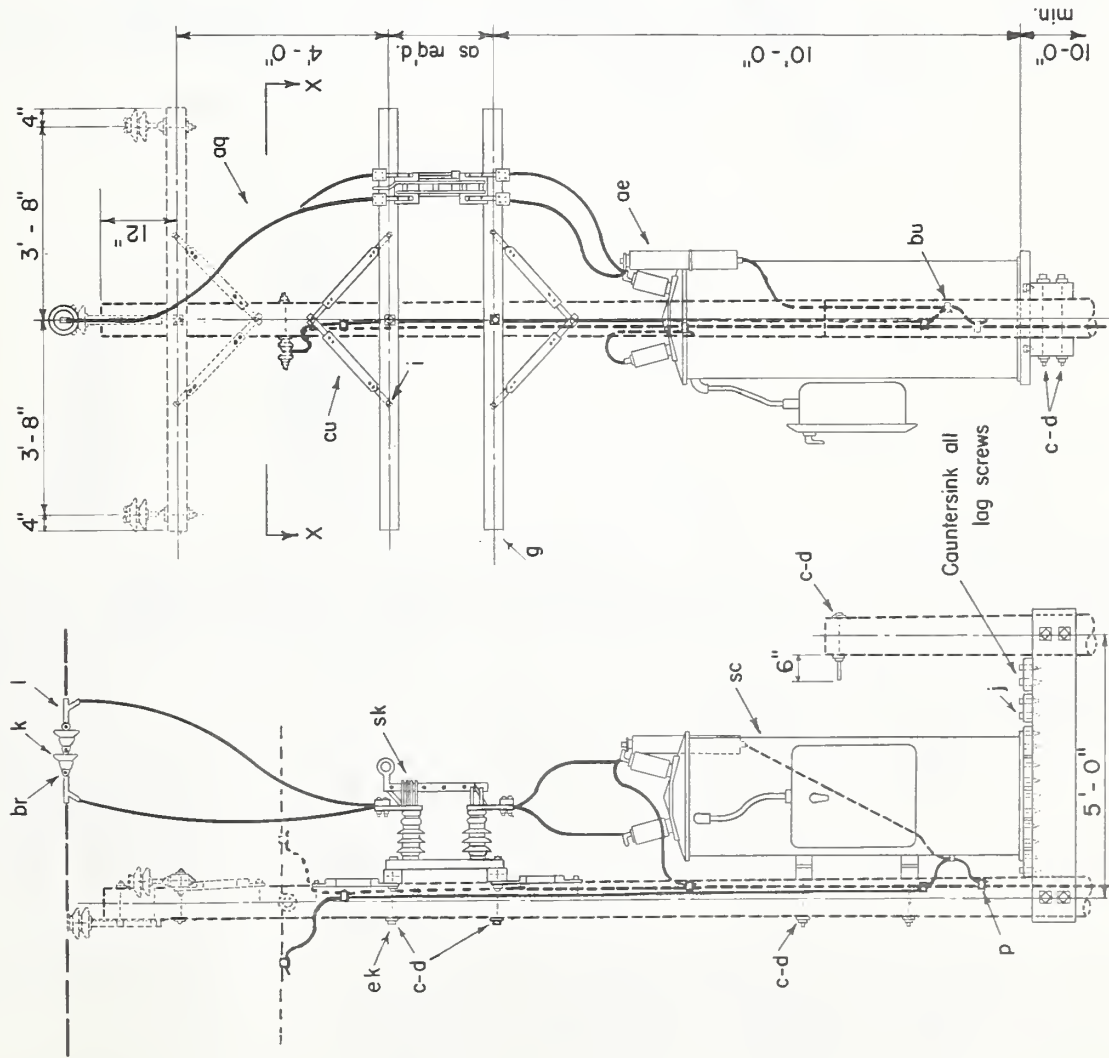 4"
3'-8"
3'-8"
4"
12"
aq
X
X
4'-0"
as req'd.
10'-0"
10-0"
min.
cu
i
g
ae
bu
c-d
Countersink all
lag screws
br
k
l
sk
ek
c-d
sc
c-d
6"
j
c-d
p
5'-0"